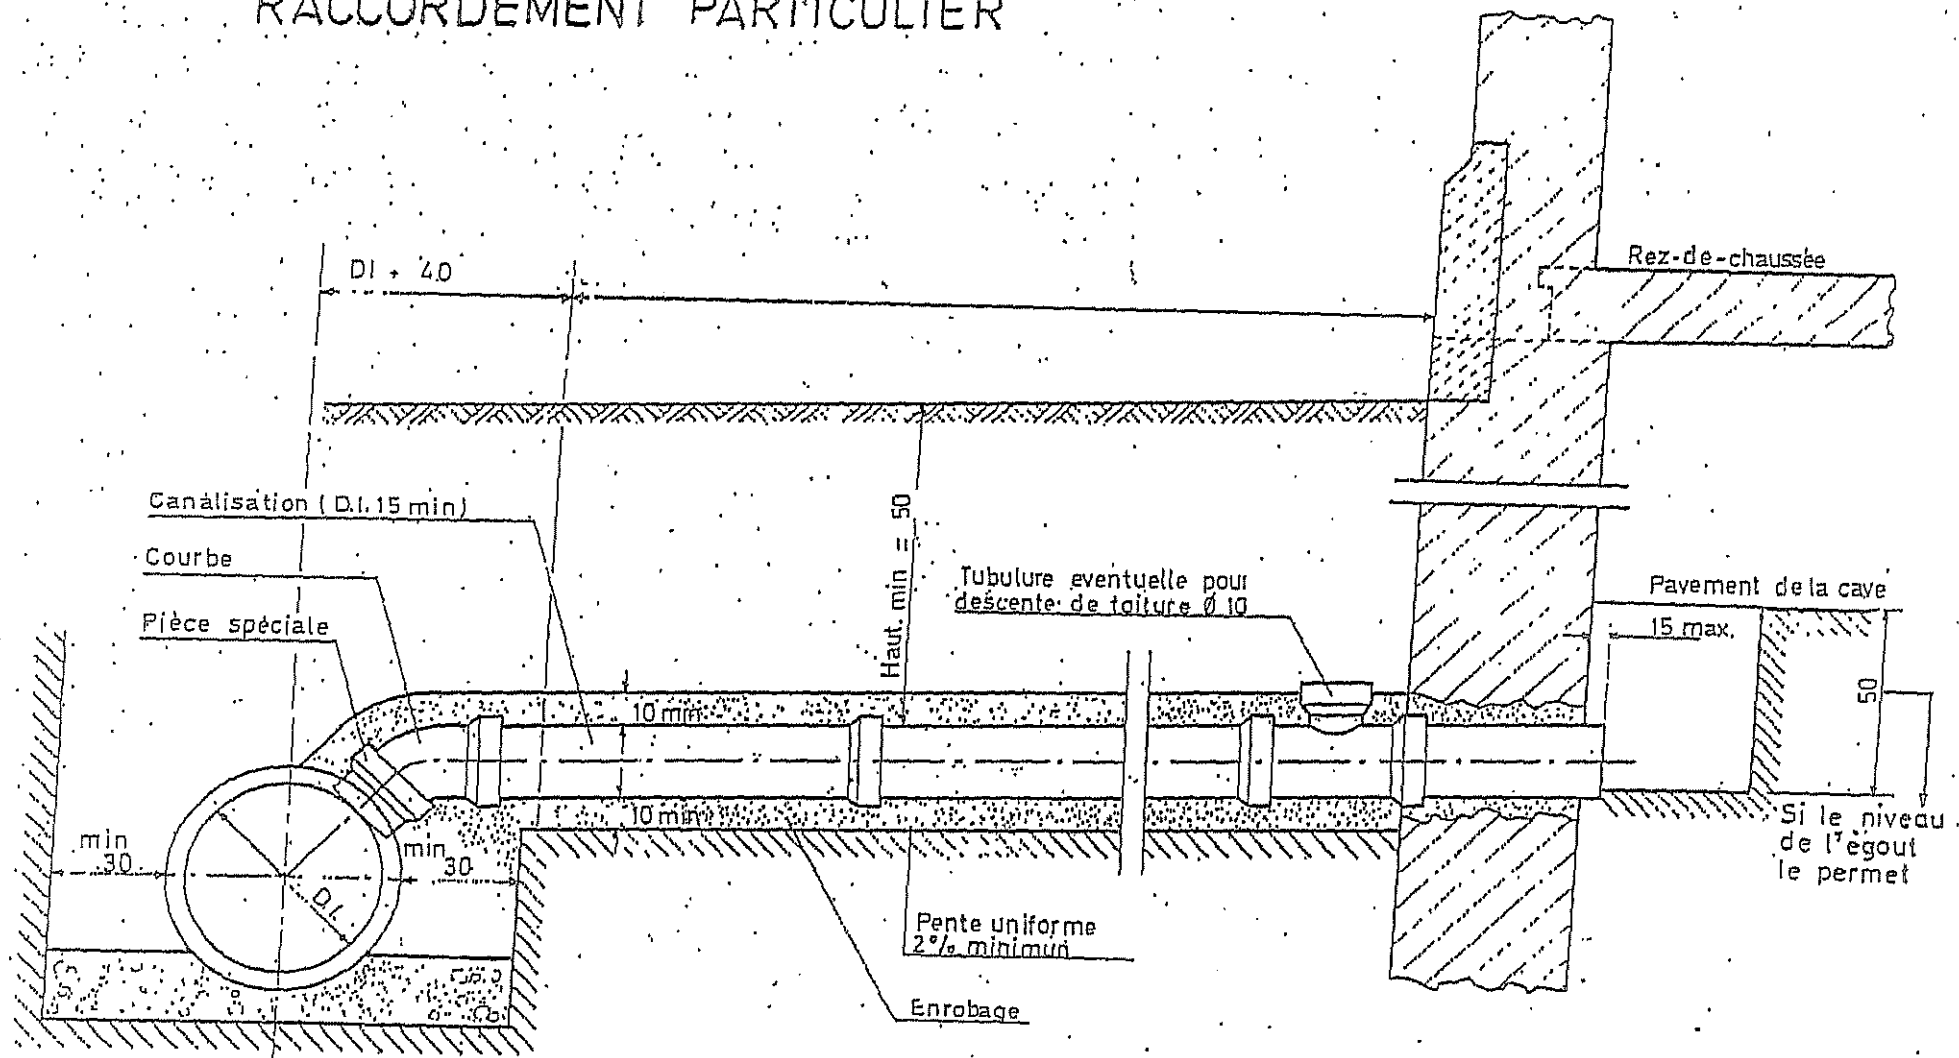 RACCORDEMENT PARTICULIER
DI + 40
Rez-de-chaussée
Canalisation (D.I. 15 min)
Courbe
Pièce spéciale
Haut. min = 50
Tubulure eventuelle pour
descente de toiture Ø 10
Pavement de la cave
15 max.
50
10 min
10 min
min
30
min
30
D.I.
Si le niveau
de l'égout
le permet
Pente uniforme
2% minimun
Enrobage